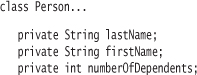 class Person...
private String lastName;
private String firstName;
private int numberOfDependents;